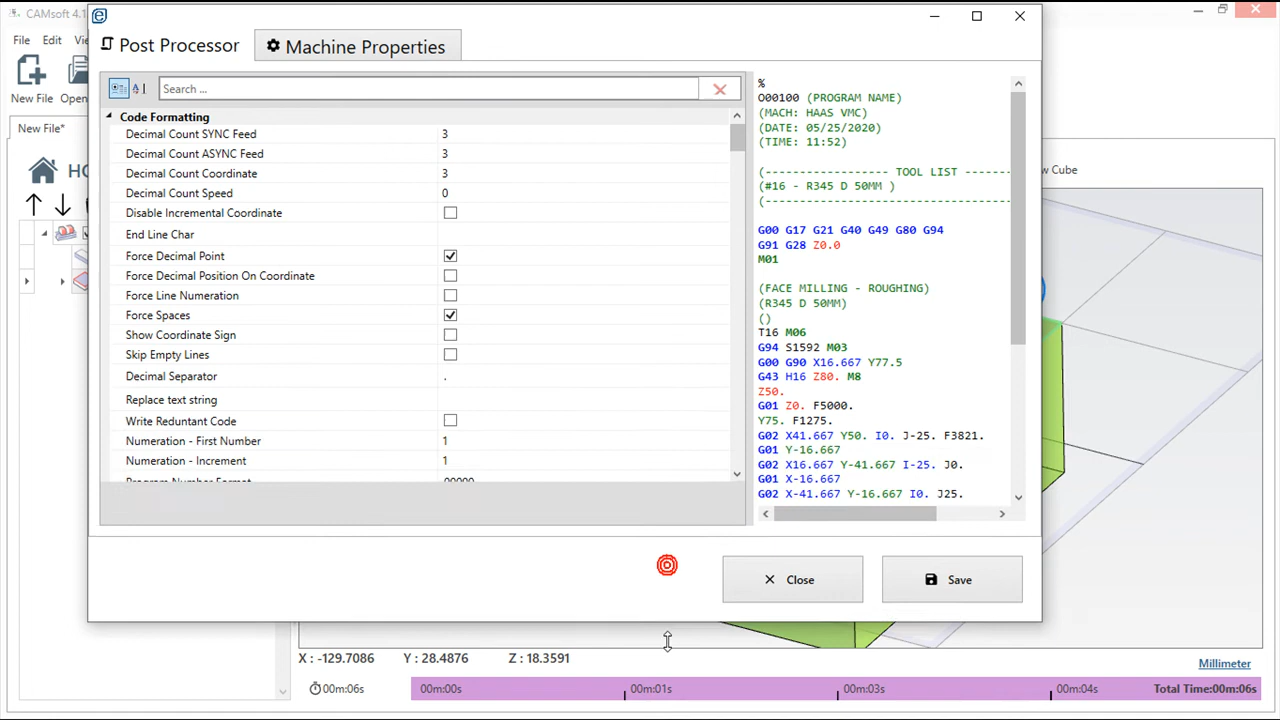 CAMsoft 4.1
File Edit Vi
New File Open
New File*
HO
Post Processor
Machine Properties
Search ...
Code Formatting
Decimal Count SYNC Feed 3
Decimal Count ASYNC Feed 3
Decimal Count Coordinate 3
Decimal Count Speed 0
Disable Incremental Coordinate
End Line Char
Force Decimal Point
Force Decimal Position On Coordinate
Force Line Numeration
Force Spaces
Show Coordinate Sign
Skip Empty Lines
Decimal Separator .
Replace text string
Write Reduntant Code
Numeration - First Number 1
Numeration - Increment 1
Program Number Format 00000
%
O00100 (PROGRAM NAME)
(MACH: HAAS VMC)
(DATE: 05/25/2020)
(TIME: 11:52)
(----------------- TOOL LIST -------
(#16 - R345 D 50MM )
(-----------------------------------
G00 G17 G21 G40 G49 G80 G94
G91 G28 Z0.0
M01
(FACE MILLING - ROUGHING)
(R345 D 50MM)
()
T16 M06
G94 S1592 M03
G00 G90 X16.667 Y77.5
G43 H16 Z80. M8
Z50.
G01 Z0. F5000.
Y75. F1275.
G02 X41.667 Y50. I0. J-25. F3821.
G01 Y-16.667
G02 X16.667 Y-41.667 I-25. J0.
G01 X-16.667
G02 X-41.667 Y-16.667 I0. J25.
Close
Save
w Cube
X : -129.7086 Y : 28.4876 Z : 18.3591
Millimeter
00m:06s 00m:00s 00m:01s 00m:03s 00m:04s Total Time:00m:06s